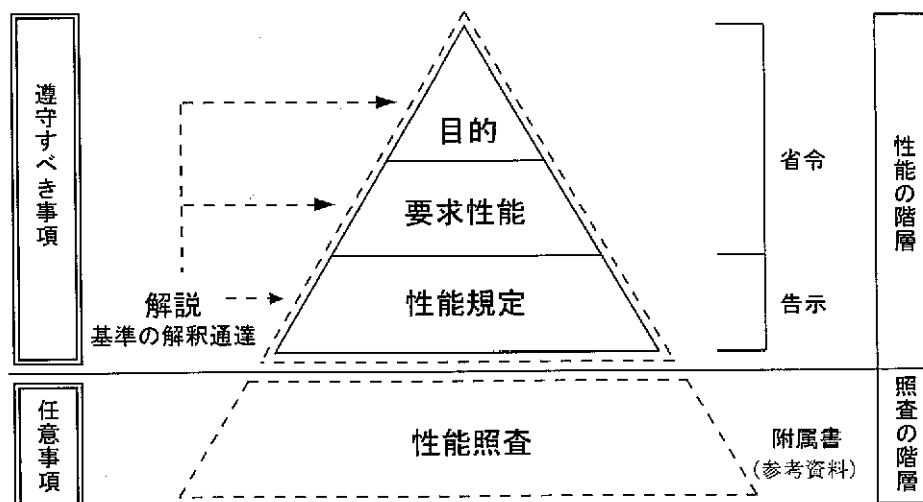 遵守すべき事項
目的
要求性能
性能規定
解説
基準の解釈通達
省令
告示
性能の階層
任意事項
性能照査
附属書
(参考資料)
照査の階層